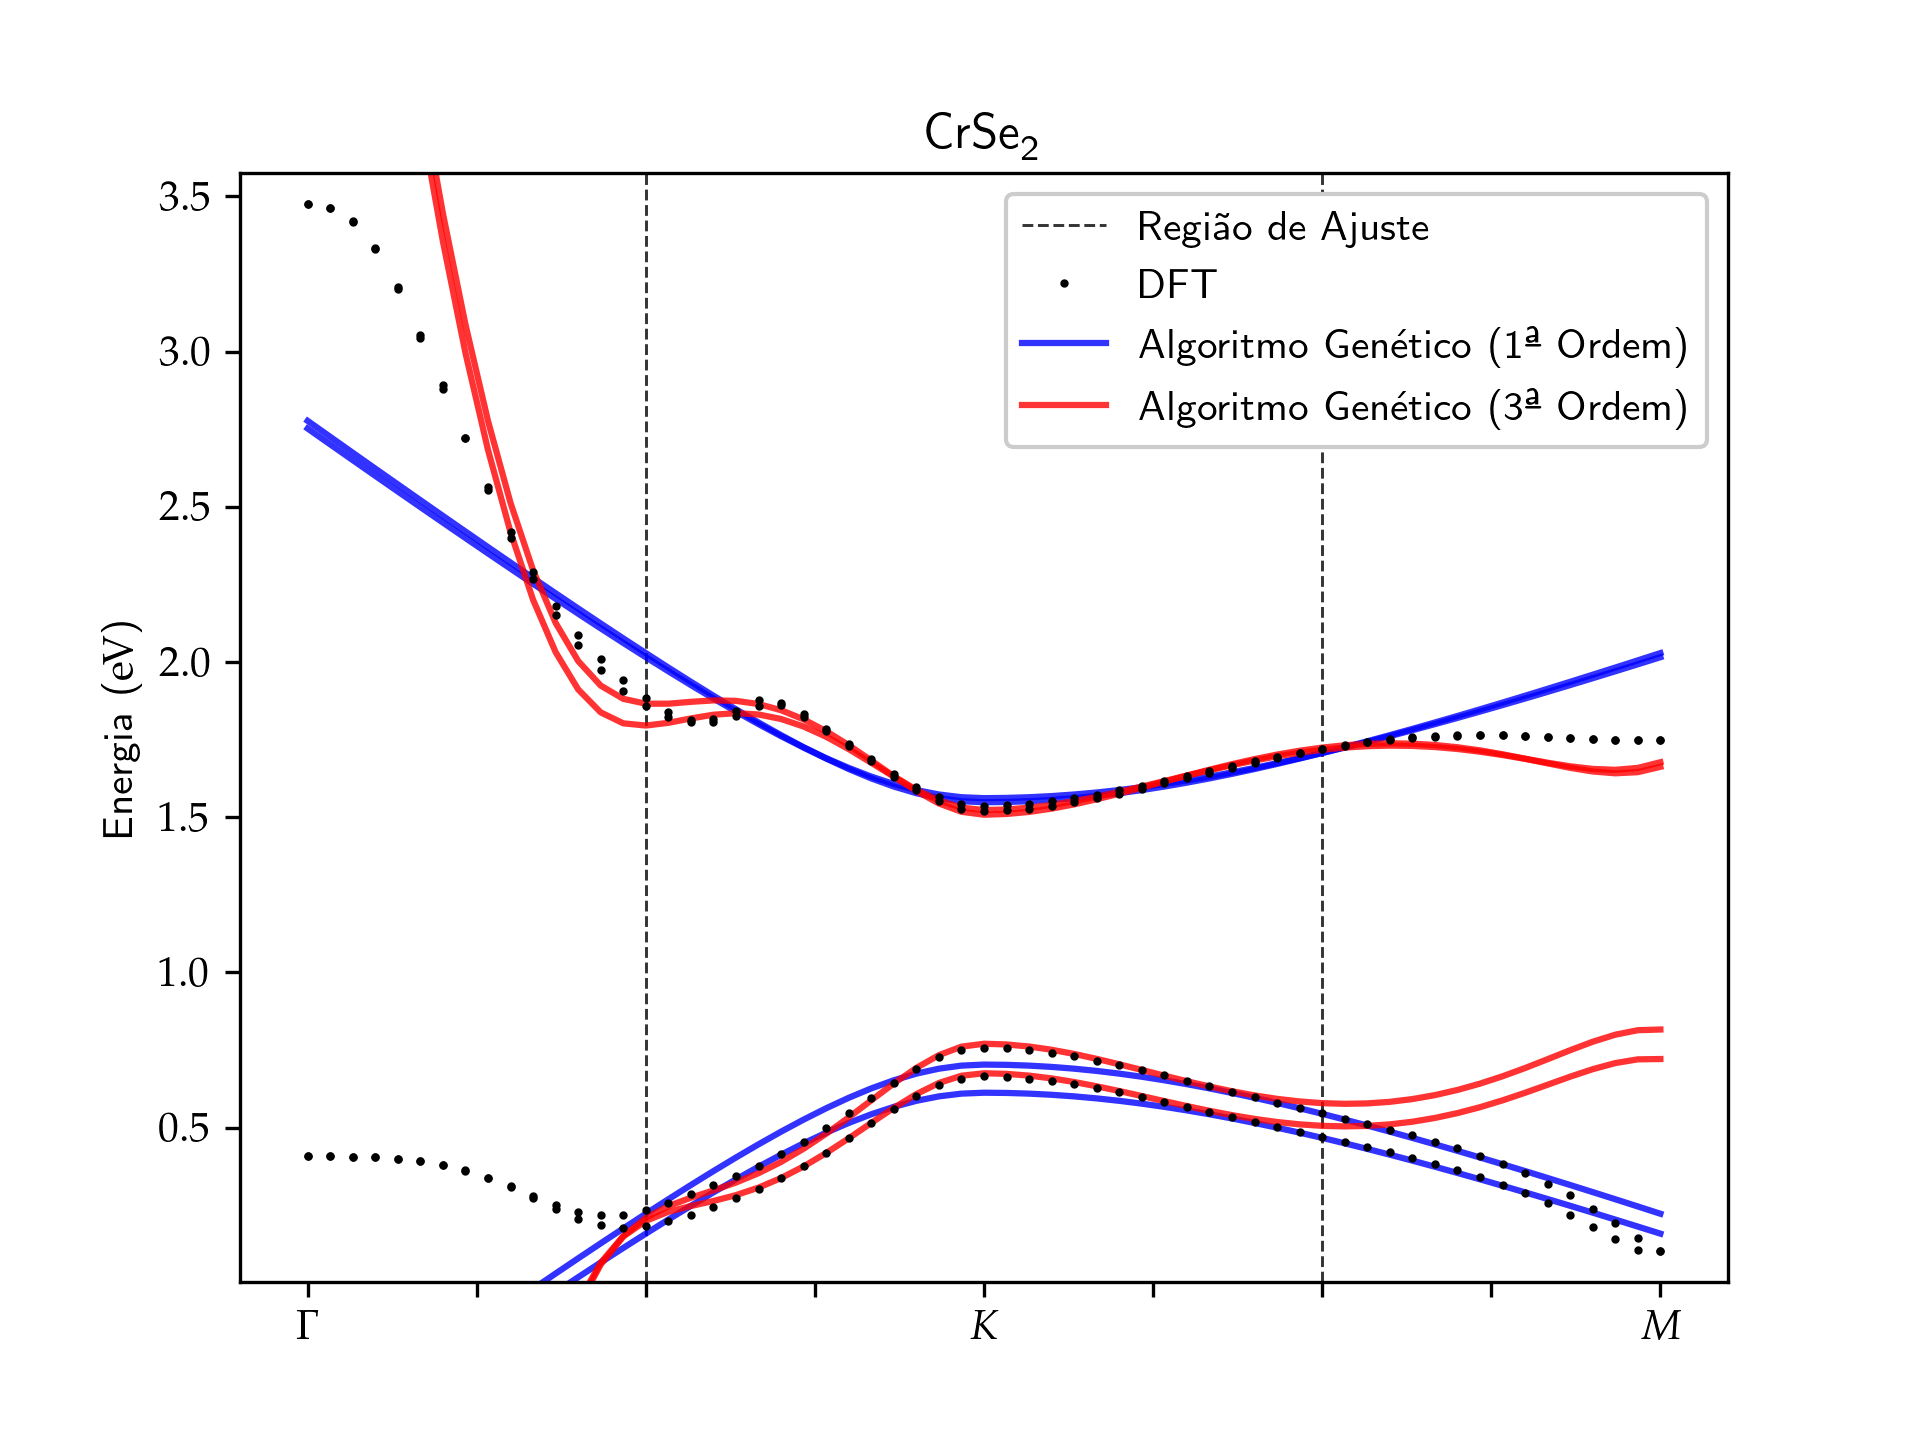 CrSe2
Energia (eV)
3.5
3.0
2.5
2.0
1.5
1.0
0.5
Região de Ajuste
DFT
Algoritmo Genético (1ª Ordem)
Algoritmo Genético (3ª Ordem)
Γ
K
M